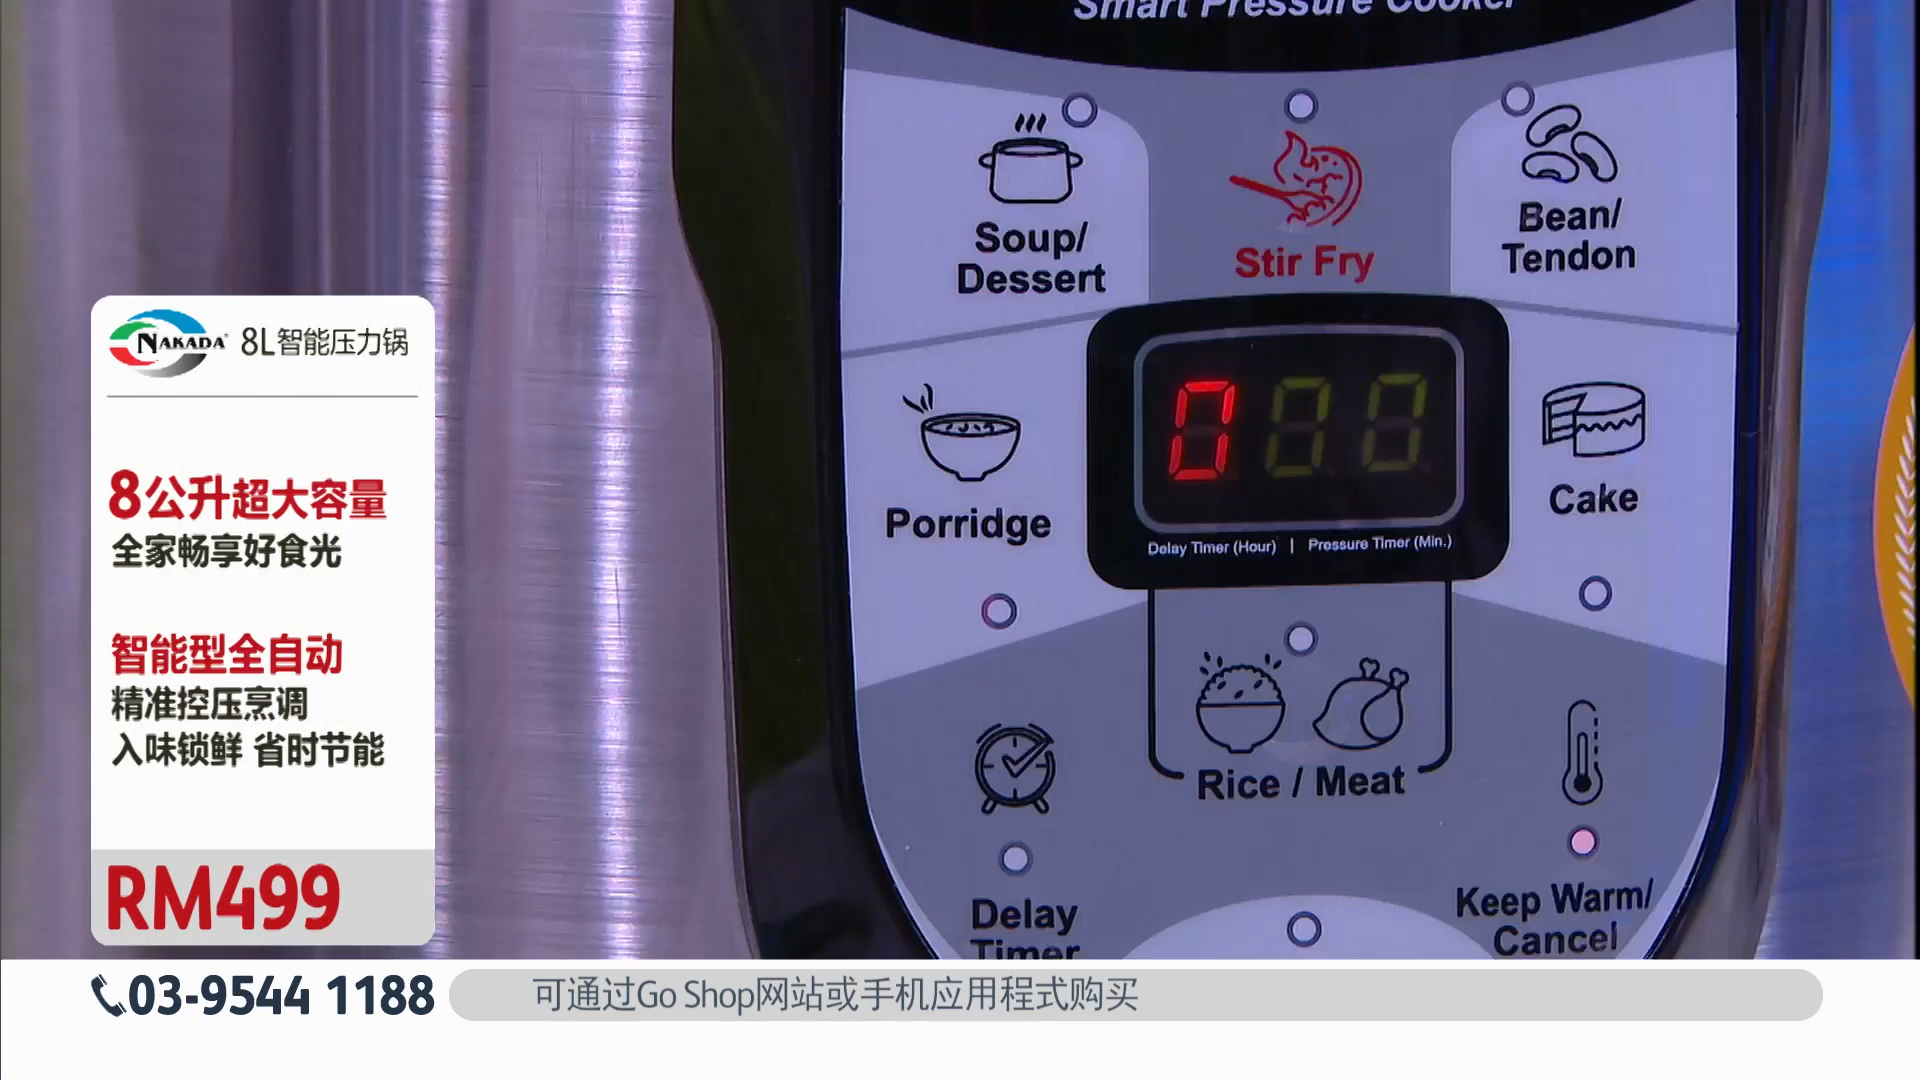 Smart Pressure Cooker
Soup/
Dessert
Stir Fry
Bean/
Tendon
Porridge
000
Cake
Delay Timer (Hour) | Pressure Timer (Min.)
Rice / Meat
Delay
Timer
Keep Warm/
Cancel
NAKADA 8L智能压力锅
8公升超大容量
全家畅享好食光
智能型全自动
精准控压烹调
入味锁鲜 省时节能
RM499
03-9544 1188
可通过Go Shop网站或手机应用程式购买